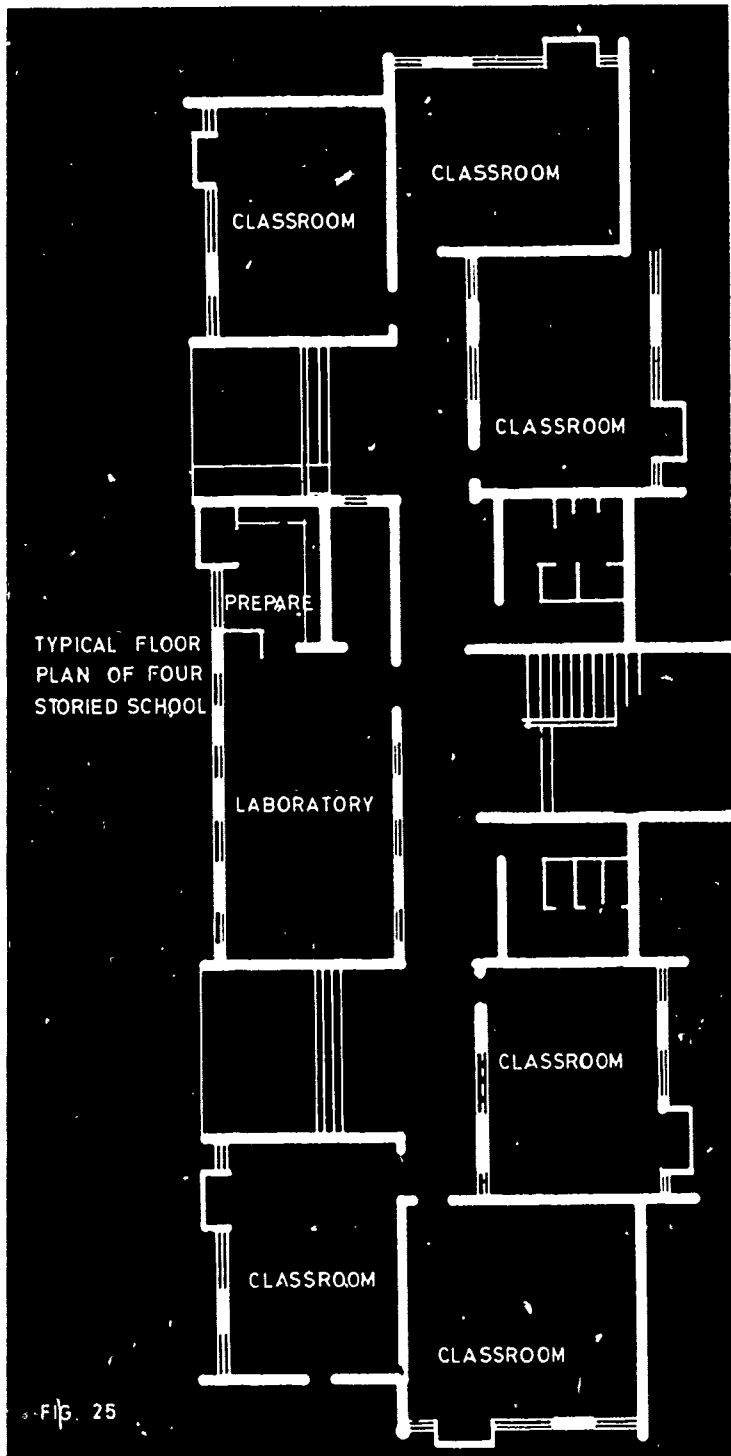 CLASSROOM
CLASSROOM
CLASSROOM
PREPARE
TYPICAL FLOOR
PLAN OF FOUR
STORIED SCHOOL
LABORATORY
CLASSROOM
CLASSROOM
CLASSROOM
FIG. 25